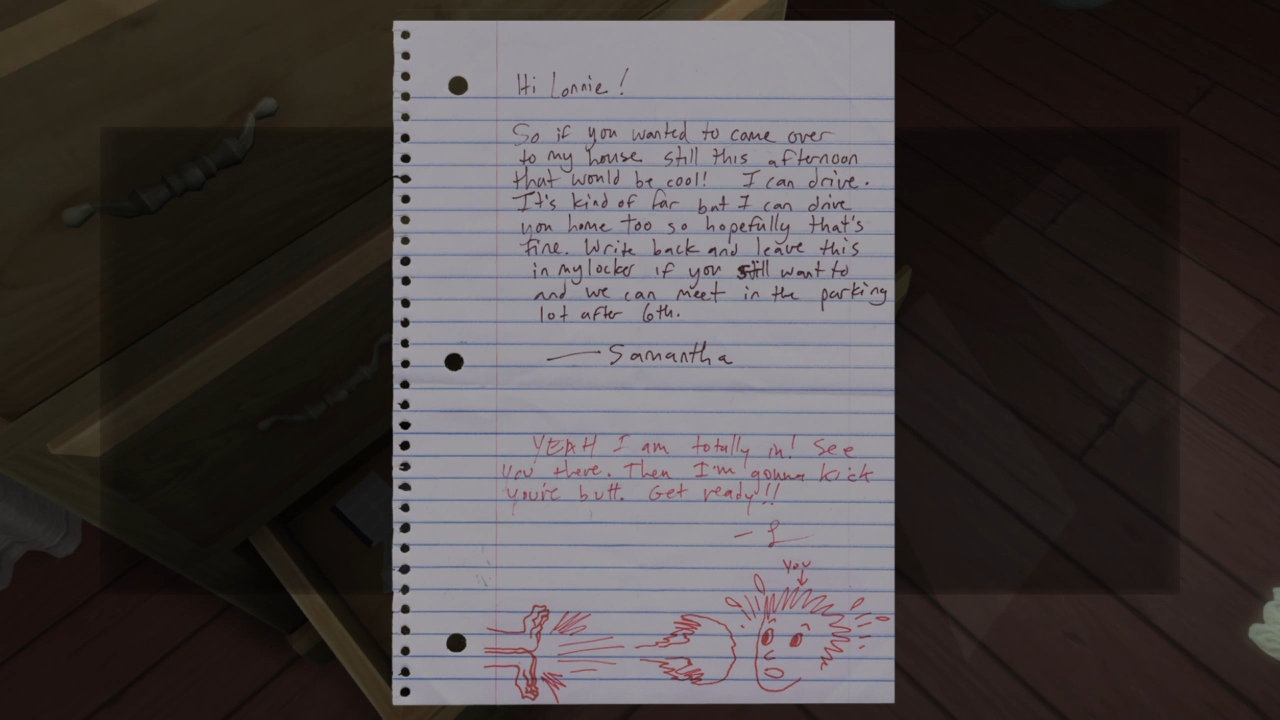 Hi Lonnie!
So if you wanted to come over
to my house still this afternoon
that would be cool! I can drive.
It's kind of far but I can drive
you home too so hopefully that's
fine. Write back and leave this
in my locker if you still want to
and we can meet in the parking
lot after 6th.
— Samantha
YEAH I am totally in! See
you there. Then I'm gonna kick
you're butt. Get ready!!!
- L
You